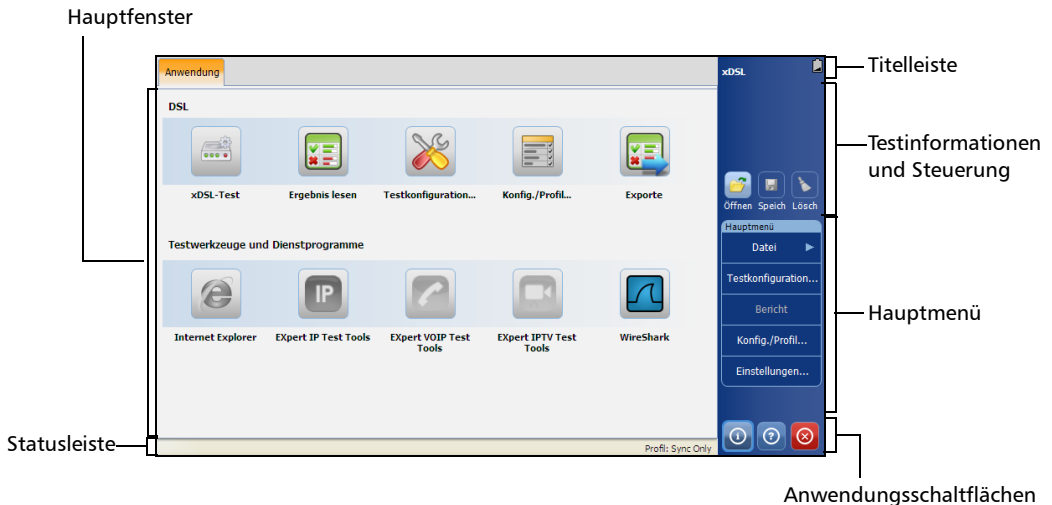 Hauptfenster
Anwendung
xDSL
Titelleiste
DSL
Testinformationen
und Steuerung
xDSL-Test
Ergebnis lesen
Testkonfiguration...
Konfig./Profil...
Exporte
Öffnen
Speich
Lösch
Hauptmenü
Testwerkzeuge und Dienstprogramme
Datei
Testkonfiguration...
IP
Bericht
Hauptmenü
Internet Explorer
EXpert IP Test Tools
EXpert VOIP Test
Tools
EXpert IPTV Test
Tools
WireShark
Konfig./Profil...
Einstellungen...
Statusleiste
Profil: Sync Only
Anwendungsschaltflächen